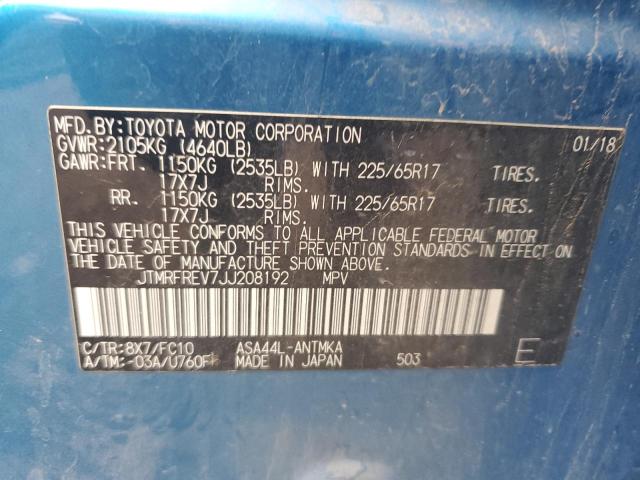 MFD.BY:TOYOTA MOTOR CORPORATION 01/18
GVWR:2105KG (4640LB)
GAWR:FRT. 1150KG (2535LB) WITH 225/65R17 TIRES.
17X7J RIMS.
RR. 1150KG (2535LB) WITH 225/65R17 TIRES.
17X7J RIMS.
THIS VEHICLE CONFORMS TO ALL APPLICABLE FEDERAL MOTOR
VEHICLE SAFETY AND THEFT PREVENTION STANDARDS IN EFFECT ON
THE DATE OF MANUFACTURE SHOWN ABOVE.
JTMRFREV7JJ208192 MPV
C/TR:8X7/FC10 ASA44L-ANTMKA
A/TM:-03A/U760F MADE IN JAPAN 503 E